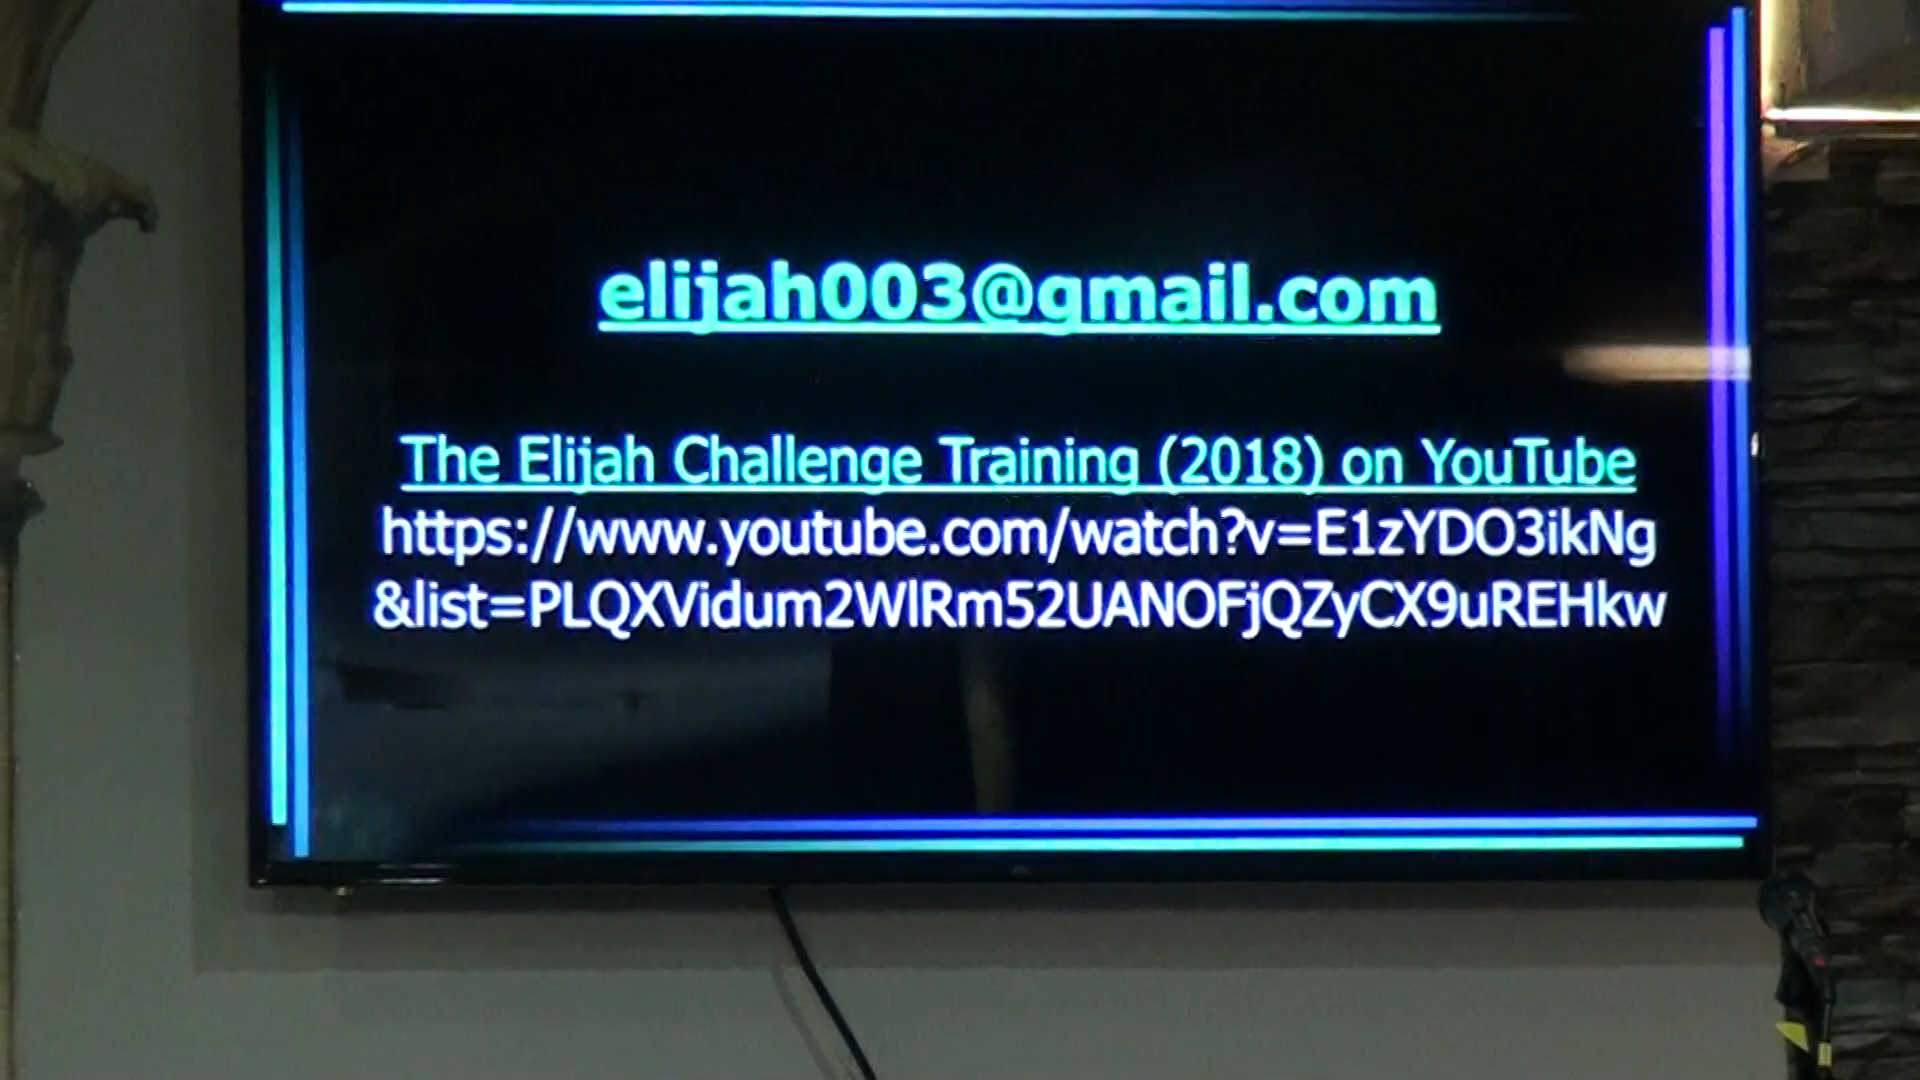 elijah003@gmail.com
The Elijah Challenge Training (2018) on YouTube
https://www.youtube.com/watch?v=E1zYDO3ikNg
&list=PLQXVidum2WlRm52UANOFjQZyCX9uREHkw